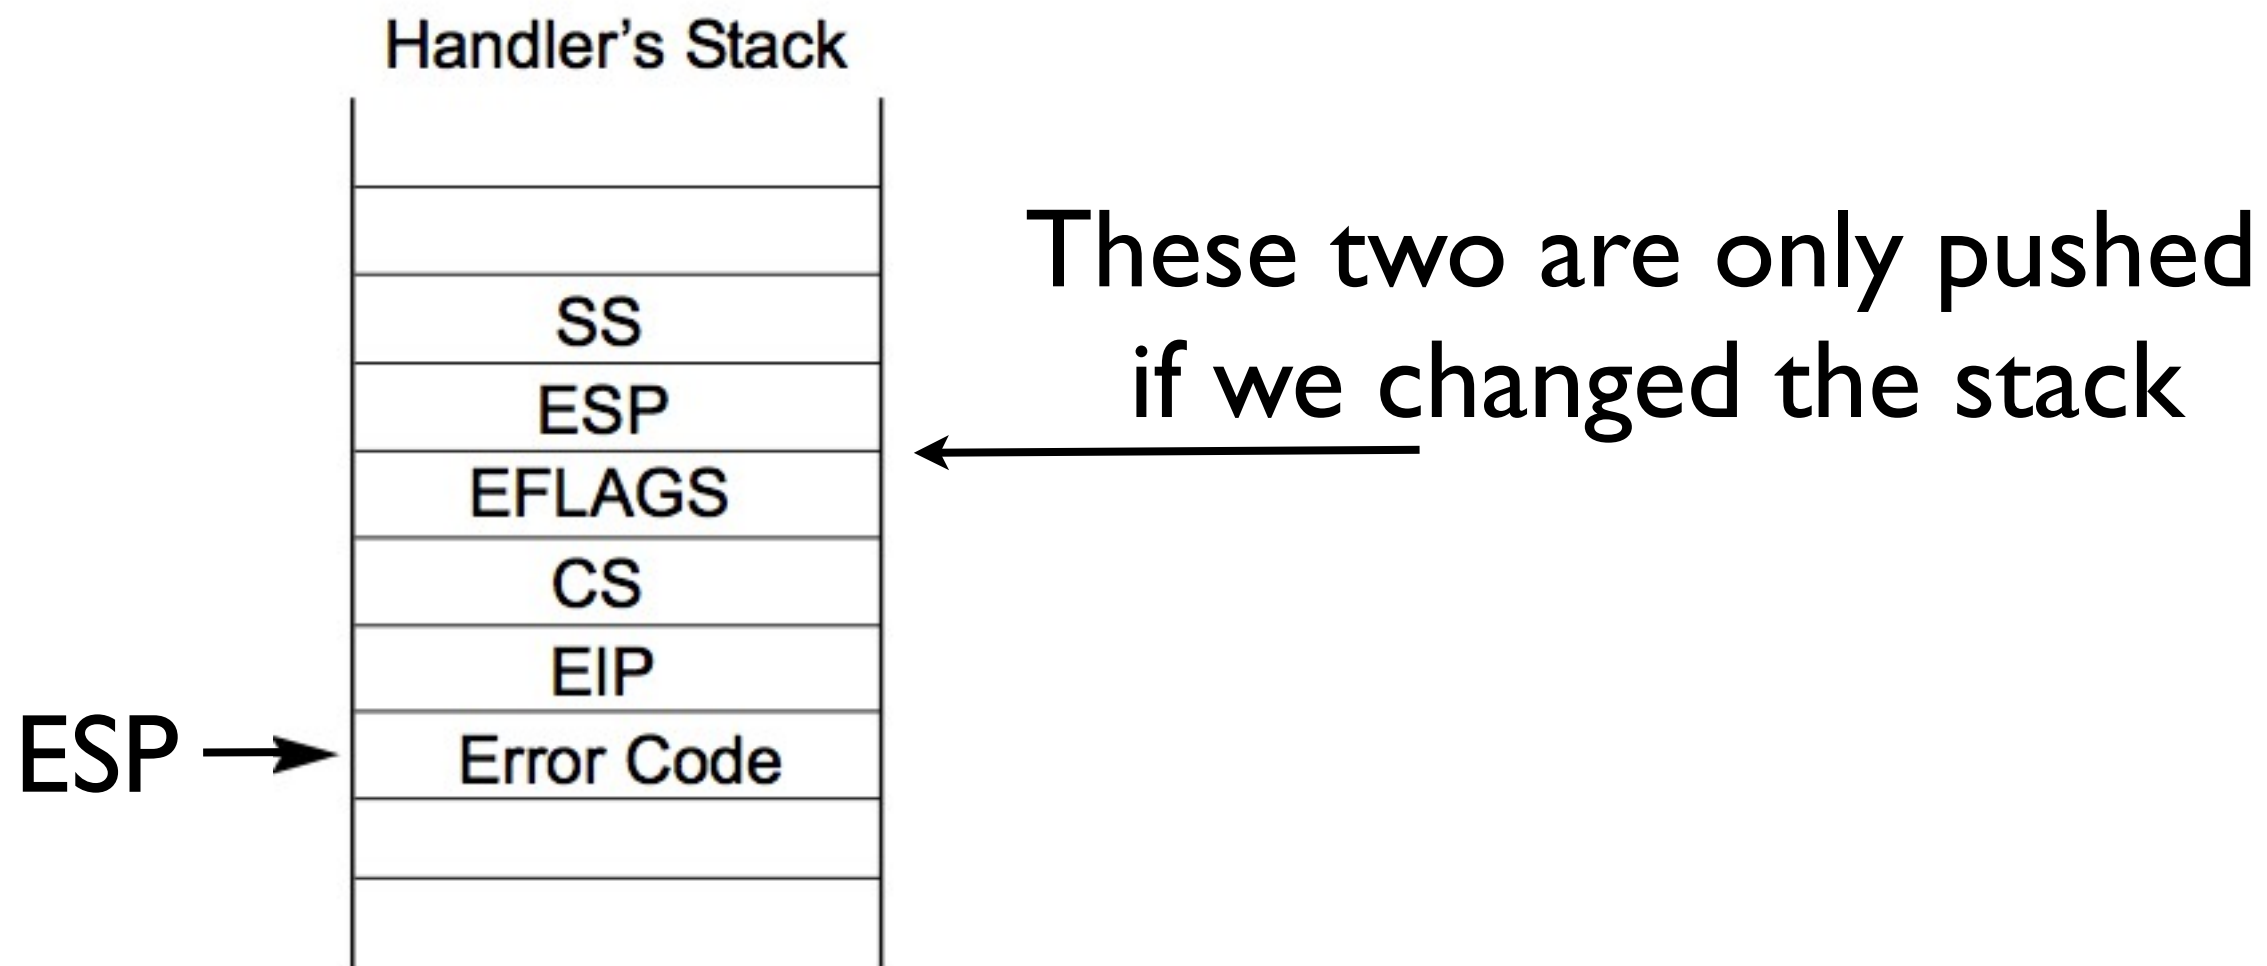 Handler's Stack
These two are only pushed
if we changed the stack
SS
ESP
EFLAGS
CS
EIP
ESP
Error Code